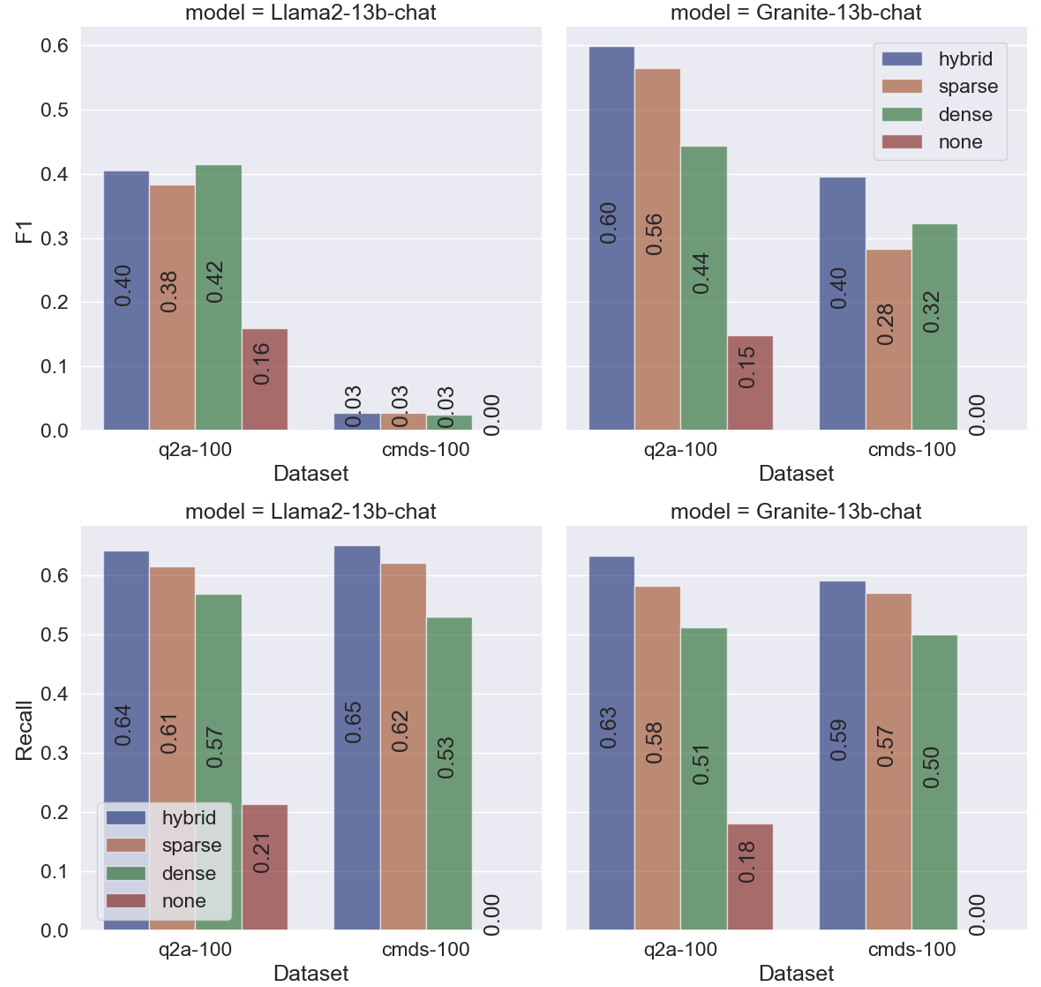 model = Llama2-13b-chat
model = Granite-13b-chat
F1
0.6
0.5
0.4
0.3
0.2
0.1
0.0
0.40
0.38
0.42
0.16
0.03
0.03
0.03
0.00
0.60
0.56
0.44
0.15
0.40
0.28
0.32
0.00
hybrid
sparse
dense
none
q2a-100
cmds-100
Dataset
q2a-100
cmds-100
Dataset
model = Llama2-13b-chat
model = Granite-13b-chat
Recall
0.6
0.5
0.4
0.3
0.2
0.1
0.0
0.64
0.61
0.57
0.21
0.65
0.62
0.53
0.00
hybrid
sparse
dense
none
0.63
0.58
0.51
0.18
0.59
0.57
0.50
0.00
q2a-100
cmds-100
Dataset
q2a-100
cmds-100
Dataset